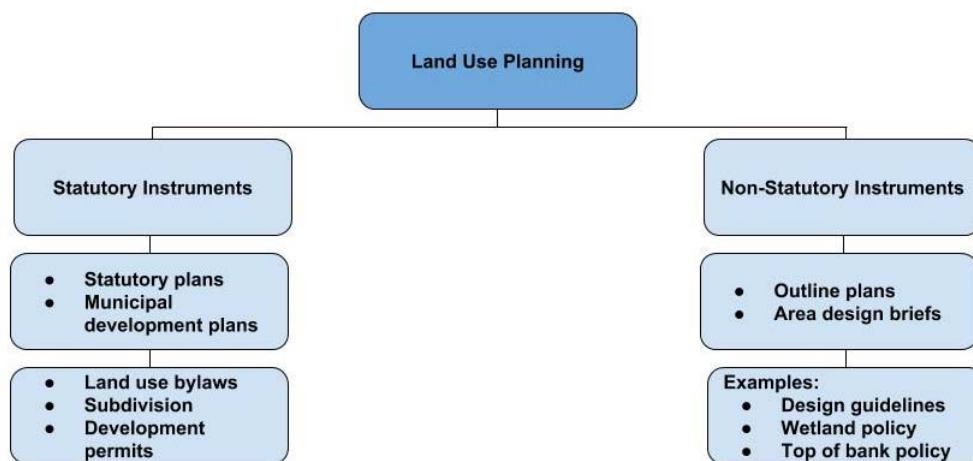 Land Use Planning
Statutory Instruments
● Statutory plans
● Municipal
development plans
● Land use bylaws
● Subdivision
● Development
permits
Non-Statutory Instruments
● Outline plans
● Area design briefs
Examples:
● Design guidelines
● Wetland policy
● Top of bank policy